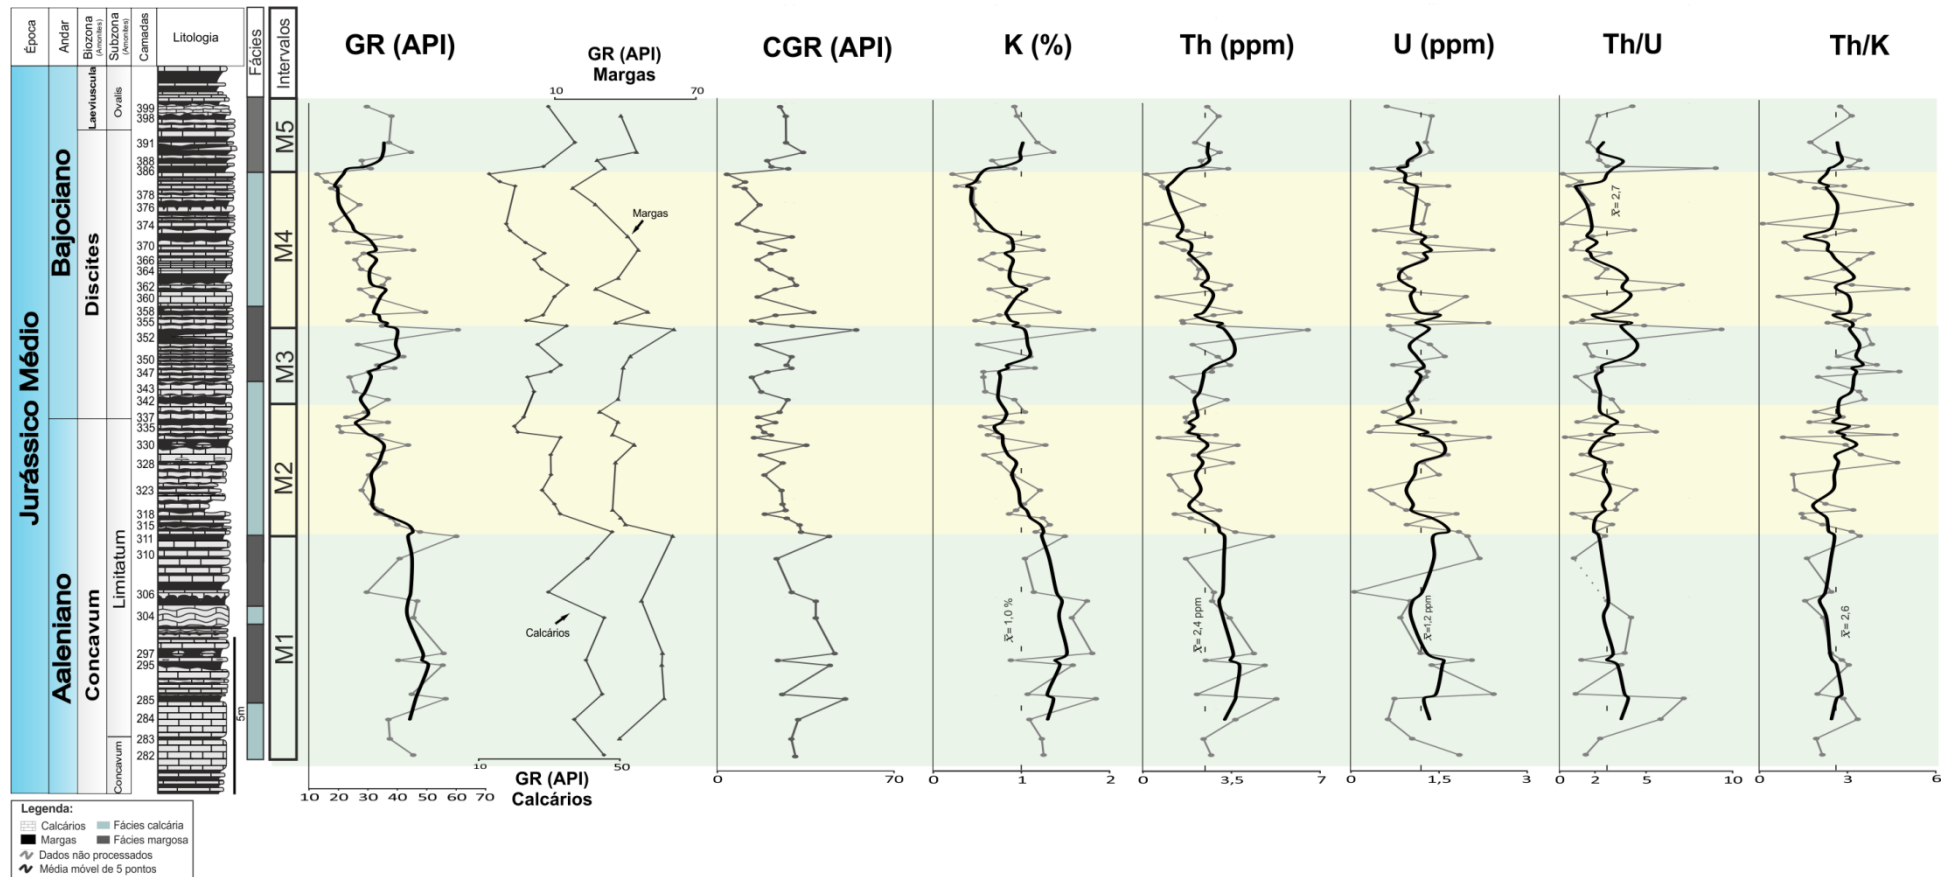 Época
Andar
Biozona
(Amonites)
Subzona
(Amonites)
Camadas
Litologia
Fácies
Intervalos
GR (API)
GR (API)
Margas
10
70
CGR (API)
K (%)
Th (ppm)
U (ppm)
Th/U
Th/K
Jurássico Médio
Bajociano
Aaleniano
Laeviuscula
Discites
Concavum
Ovalis
Limitatum
Concavum
399
398
391
388
386
378
376
374
370
366
364
362
360
358
355
352
350
347
343
342
337
335
330
328
323
318
315
311
310
306
304
297
295
285
284
283
282
5m
M5
M4
M3
M2
M1
Margas
Calcários
x̅= 1,0 %
x̅= 2,4 ppm
x̅=1,2 ppm
x̅= 2,7
x̅= 2,6
10 20 30 40 50 60 70
10
50
GR (API)
Calcários
0
70
0
1
2
0
3,5
7
0
1,5
3
0
2
10
0
3
6
Legenda:
Calcários
Fácies calcária
Margas
Fácies margosa
Dados não processados
Média móvel de 5 pontos